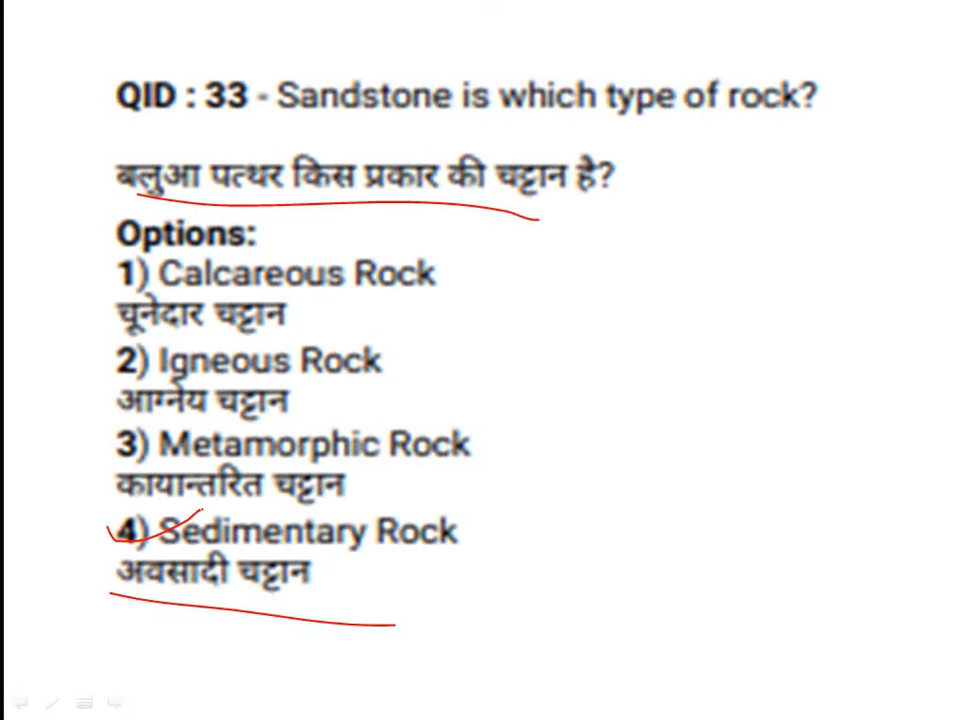 QID : 33 - Sandstone is which type of rock?
बलुआ पत्थर किस प्रकार की चट्टान है?
Options:
1) Calcareous Rock
चूनेदार चट्टान
2) Igneous Rock
आग्नेय चट्टान
3) Metamorphic Rock
कायान्तरित चट्टान
4) Sedimentary Rock
अवसादी चट्टान